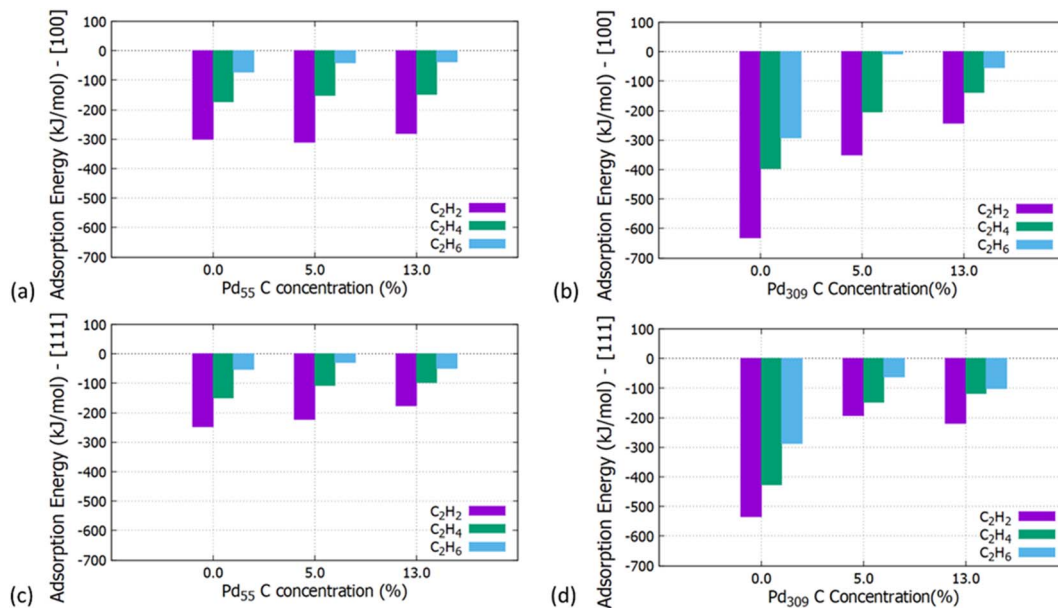 (a)
Adsorption Energy (kJ/mol) - [100]
100
0
-100
-200
-300
-400
-500
-600
-700
C₂H₂
C₂H₄
C₂H₆
0.0 5.0 13.0
Pd₅₅ C concentration (%)
(b)
Adsorption Energy (kJ/mol) - [100]
100
0
-100
-200
-300
-400
-500
-600
-700
C₂H₂
C₂H₄
C₂H₆
0.0 5.0 13.0
Pd₃₀₉ C Concentration(%)
(c)
Adsorption Energy (kJ/mol) - [111]
100
0
-100
-200
-300
-400
-500
-600
-700
C₂H₂
C₂H₄
C₂H₆
0.0 5.0 13.0
Pd₅₅ C concentration (%)
(d)
Adsorption Energy (kJ/mol) - [111]
100
0
-100
-200
-300
-400
-500
-600
-700
C₂H₂
C₂H₄
C₂H₆
0.0 5.0 13.0
Pd₃₀₉ C Concentration(%)